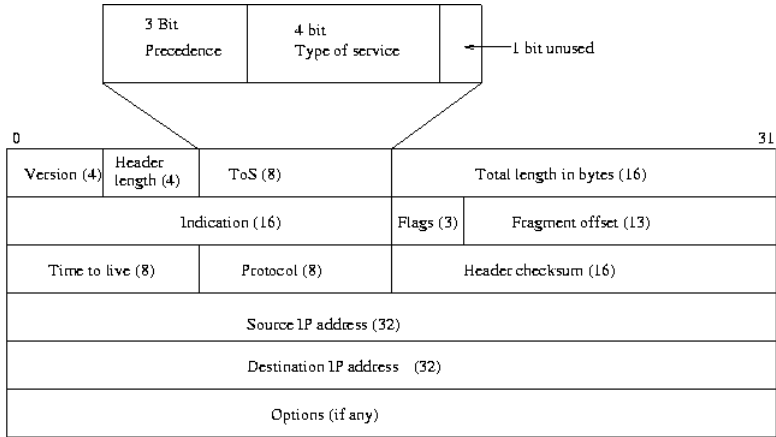 3 Bit
Precedence
4 bit
Type of service
1 bit unused
0
31
Version (4)
Header
length (4)
ToS (8)
Total length in bytes (16)
Indication (16)
Flags (3)
Fragment offset (13)
Time to live (8)
Protocol (8)
Header checksum (16)
Source IP address (32)
Destination IP address (32)
Options (if any)